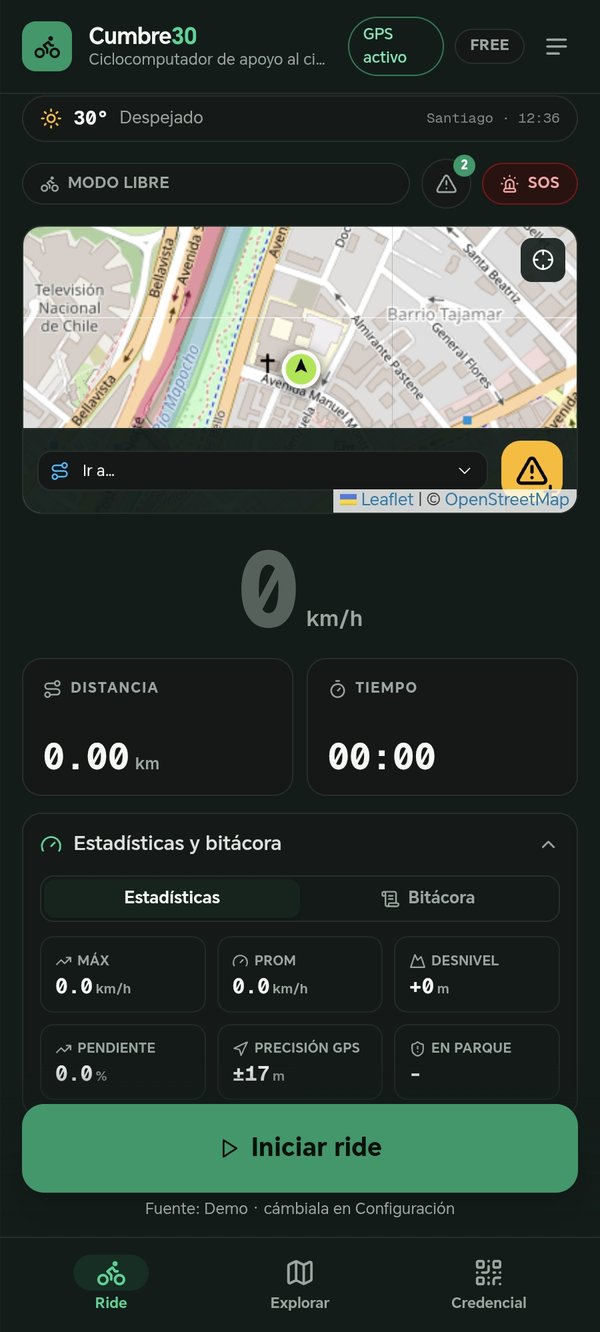 Cumbre30
Ciclocomputador de apoyo al ci...
GPS
activo
FREE
30° Despejado
Santiago · 12:36
MODO LIBRE
2
SOS
Televisión
Nacional
de Chile
Bellavista
Avenida
Bellavista
Mapocho
Santa Beatriz
Barrio Tajamar
Almirante Pastene
General Flores
Avenida Manuel M
Ir a...
Leaflet | © OpenStreetMap
0 km/h
DISTANCIA
0.00 km
TIEMPO
00:00
Estadísticas y bitácora
Estadísticas
Bitácora
MÁX
0.0 km/h
PROM
0.0 km/h
DESNIVEL
+0 m
PENDIENTE
0.0 %
PRECISIÓN GPS
±17 m
EN PARQUE
-
Iniciar ride
Fuente: Demo · cámbiala en Configuración
Ride
Explorar
Credencial